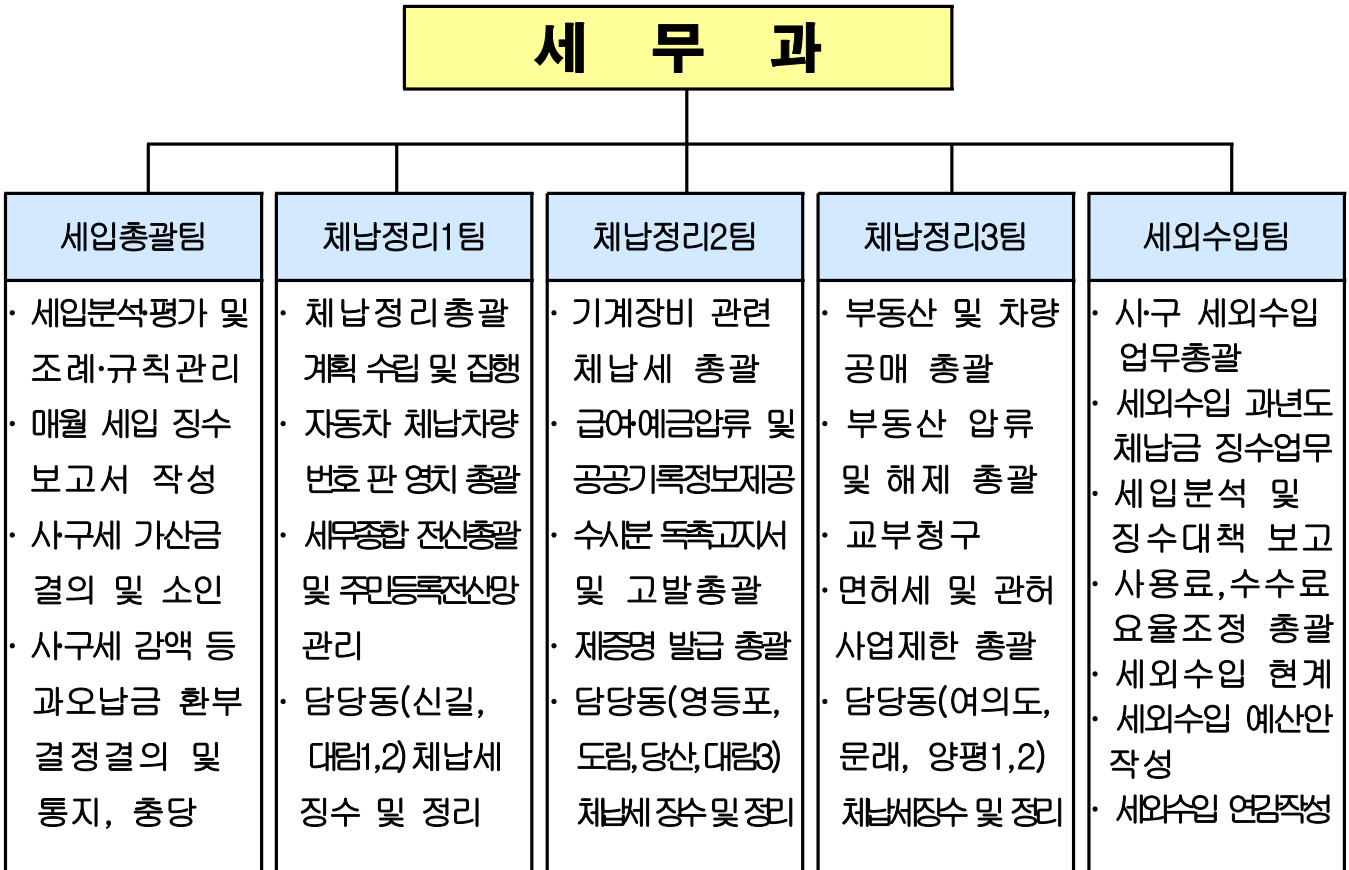 세 무 과
세입총괄팀
· 세입분석·평가 및
조례·규칙관리
· 매월 세입 징수
보고서 작성
· 시·구세 가산금
결의 및 소인
· 시·구세 감액 등
과오납금 환부
결정결의 및
통지, 충당
체납정리1팀
· 체납정리총괄
계획 수립 및 집행
· 자동차 체납차량
번호 판 영치 총괄
· 세무종합 전산총괄
및 주민등록전산망
관리
· 담당동(신길,
대림1,2) 체납세
징수 및 정리
체납정리2팀
· 기계장비 관련
체납세 총괄
· 급여·예금압류 및
공공기록정보제공
· 수시분 독촉고지서
및 고발총괄
· 제증명 발급 총괄
· 담당동(영등포,
도림,당산,대림3)
체납세 징수 및 정리
체납정리3팀
· 부동산 및 차량
공매 총괄
· 부동산 압류
및 해제 총괄
· 교부청구
· 면허세 및 관허
사업제한 총괄
· 담당동(여의도,
문래, 양평1,2)
체납세징수 및 정리
세외수입팀
· 시·구 세외수입
업무총괄
· 세외수입 과년도
체납금 징수업무
· 세입분석 및
징수대책 보고
· 사용료,수수료
요율조정 총괄
· 세외수입 현계
· 세외수입 예산안
작성
· 세외수입 연감작성